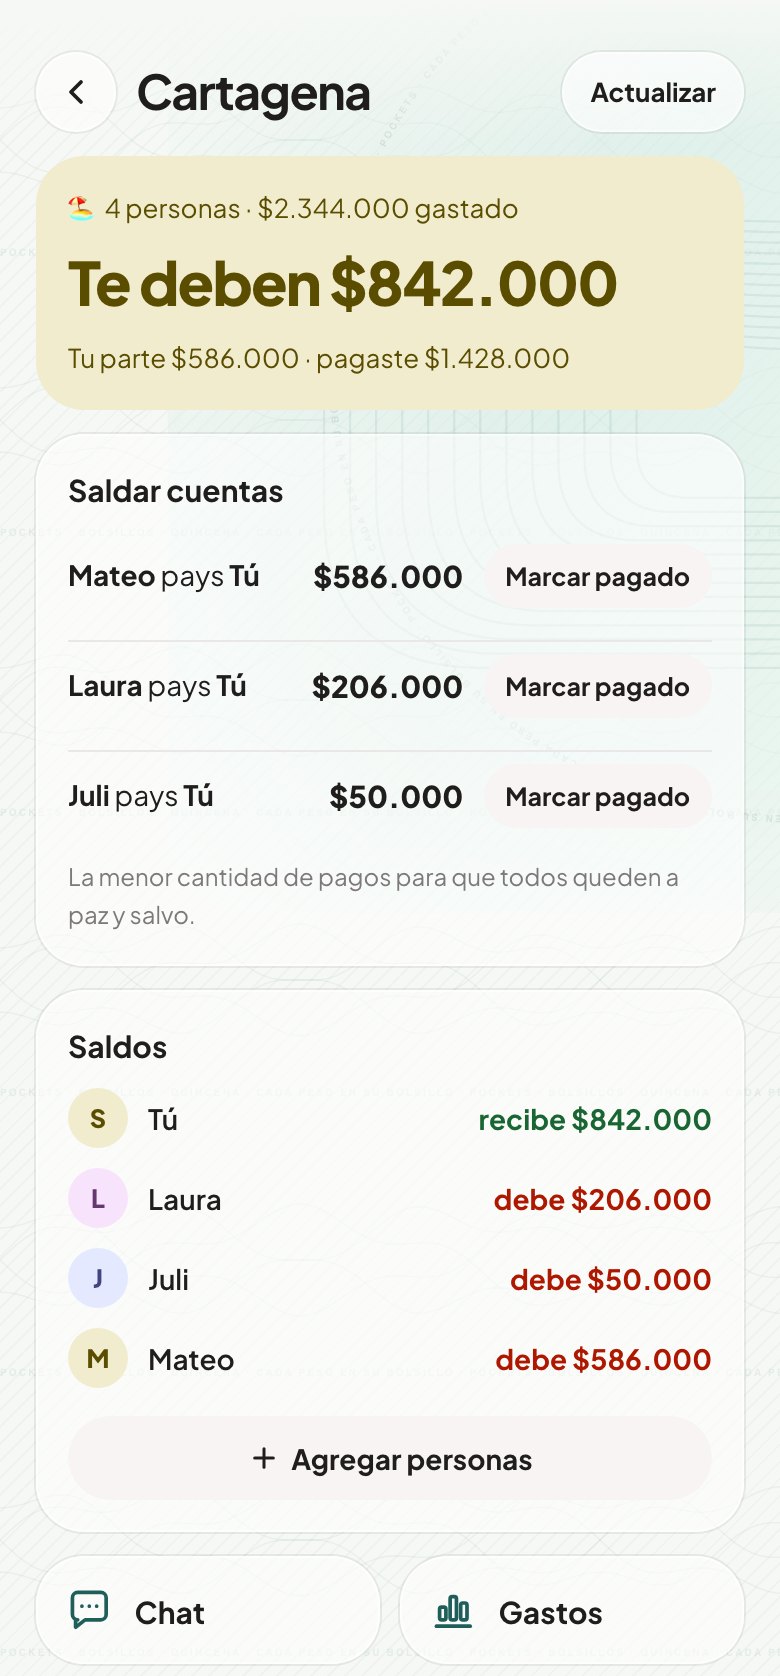 Cartagena
Actualizar
4 personas · $2.344.000 gastado
Te deben $842.000
Tu parte $586.000 · pagaste $1.428.000
Saldar cuentas
Mateo pays Tú $586.000 Marcar pagado
Laura pays Tú $206.000 Marcar pagado
Juli pays Tú $50.000 Marcar pagado
La menor cantidad de pagos para que todos queden a
paz y salvo.
Saldos
S Tú recibe $842.000
L Laura debe $206.000
J Juli debe $50.000
M Mateo debe $586.000
+ Agregar personas
Chat
Gastos